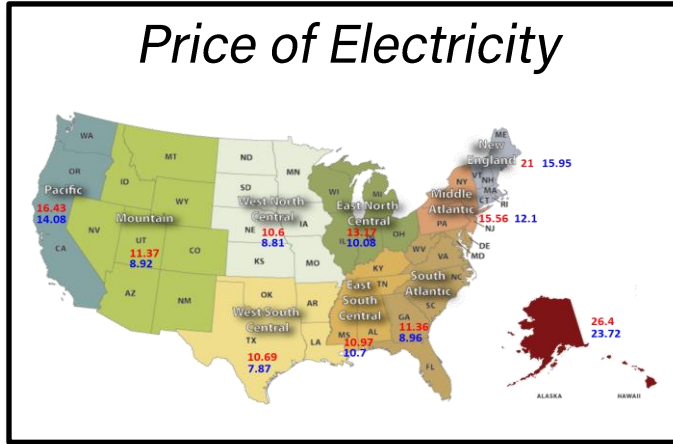 Price of Electricity
WA
OR
Pacific
16.43
14.08
CA
NV
ID
MT
WY
Mountain
UT
11.37
8.92
CO
AZ
NM
ND
MN
SD
West North
Central
NE
10.6
8.81
IA
KS
MO
OK
AR
West South
Central
TX
10.69
7.87
LA
WI
MI
East North
Central
13.17
10.08
IL
OH
KY
TN
East
South
Central
MS
AL
10.97
10.7
WV
VA
NC
South
Atlantic
SC
GA
11.36
8.96
FL
DE
MD
NY
Middle
Atlantic
PA
15.56 12.1
NJ
ME
New
England
21 15.95
VT
NH
MA
CT
RI
26.4
23.72
ALASKA
HAWAII